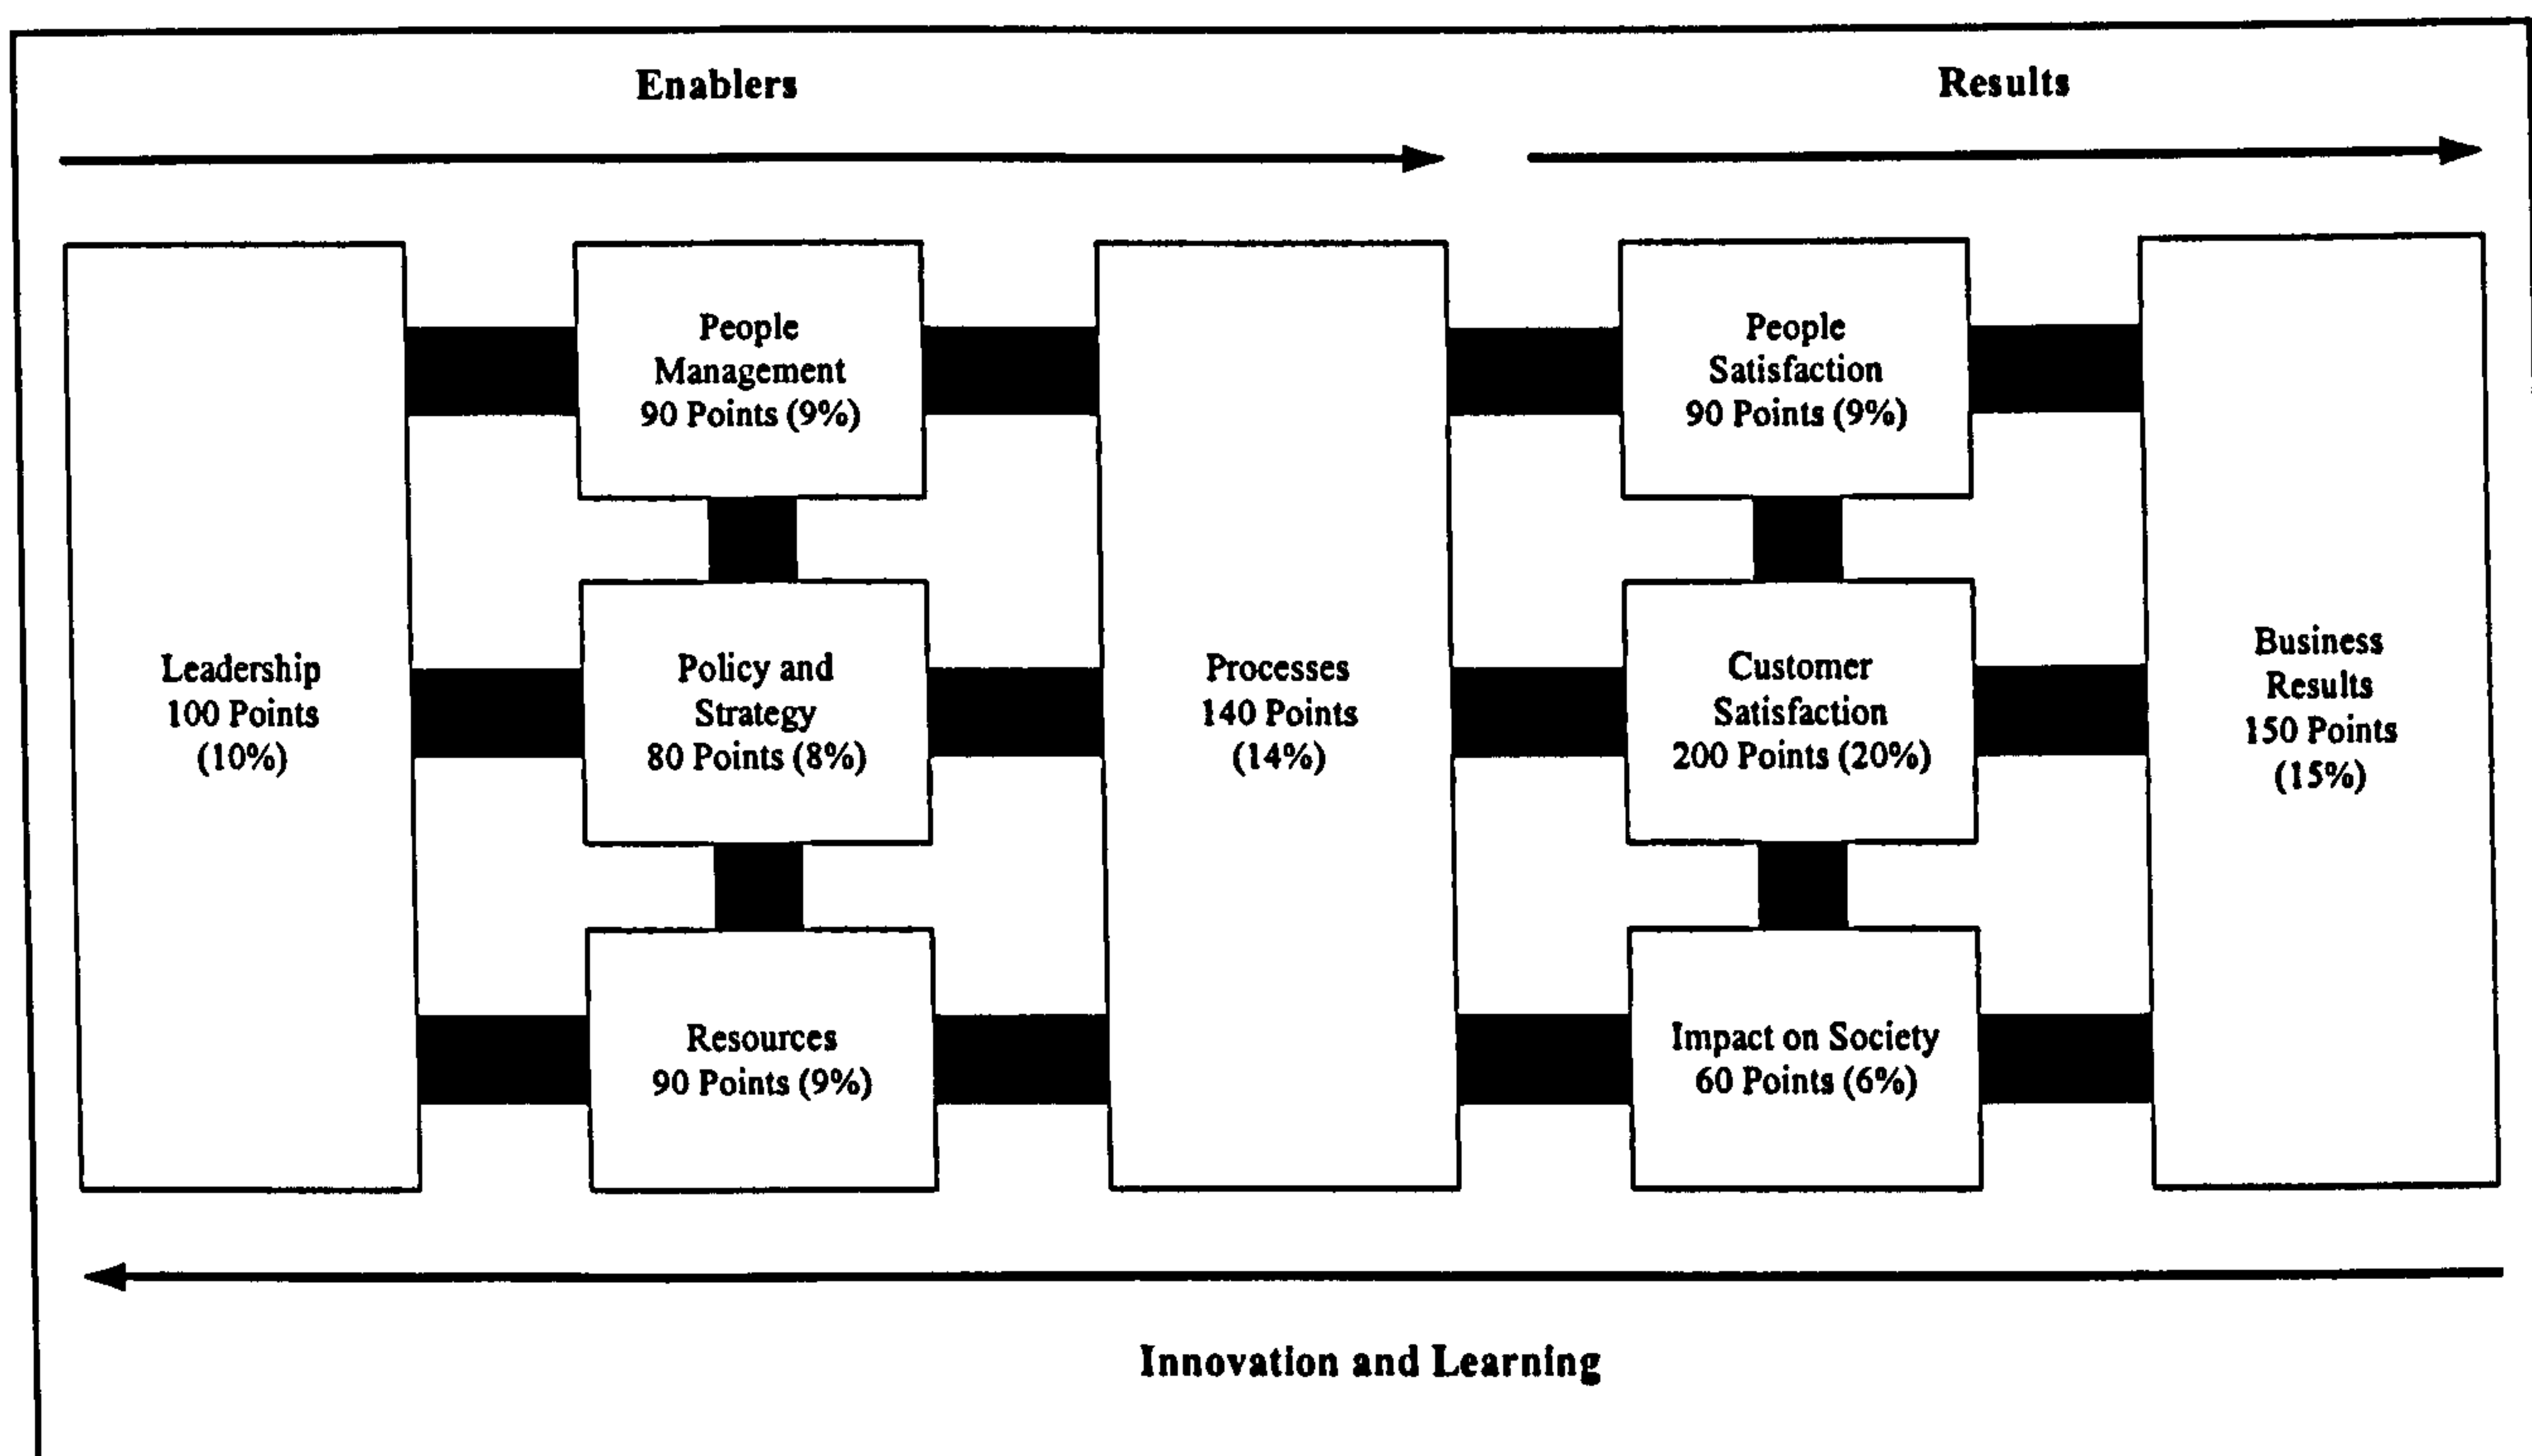 Enablers
Results
Leadership
100 Points
(10%)
People
Management
90 Points (9%)
Policy and
Strategy
80 Points (8%)
Resources
90 Points (9%)
Processes
140 Points
(14%)
People
Satisfaction
90 Points (9%)
Customer
Satisfaction
200 Points (20%)
Impact on Society
60 Points (6%)
Business
Results
150 Points
(15%)
Innovation and Learning